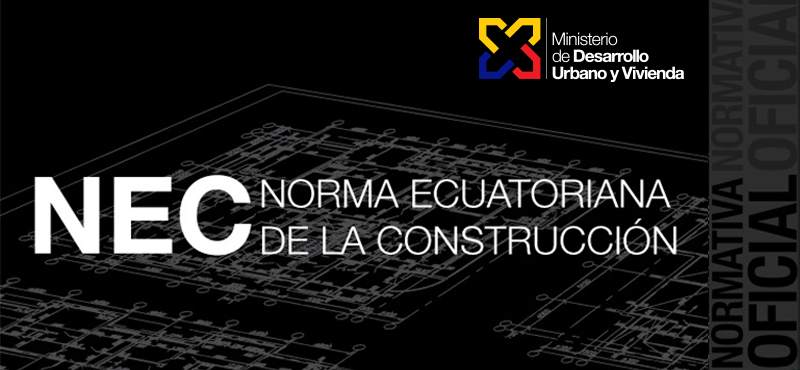 Ministerio
de Desarrollo
Urbano y Vivienda
NEC
NORMA ECUATORIANA
DE LA CONSTRUCCIÓN
NORMATIVA NORMATIVA
OFICIAL OFICIAL